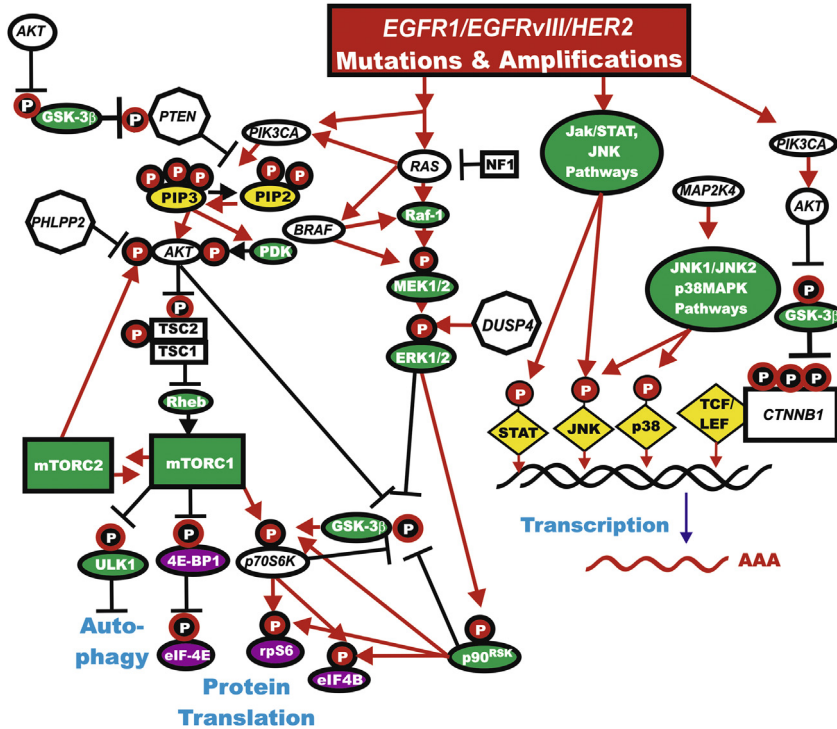 EGFR1/EGFRvIII/HER2
Mutations & Amplifications
AKT
P
GSK-3β
P
PTEN
PIK3CA
RAS
NF1
Jak/STAT,
JNK
Pathways
PIK3CA
MAP2K4
AKT
P
P
P
P
P
PIP3
PIP2
BRAF
Raf-1
PHLPP2
P
AKT
P
PDK
P
MEK1/2
JNK1/JNK2
p38MAPK
Pathways
P
GSK-3β
P
P
TSC2
TSC1
P
ERK1/2
DUSP4
Rheb
P
P
P
P
P
P
STAT
JNK
p38
TCF/
LEF
CTNNB1
mTORC2
mTORC1
P
ULK1
P
4E-BP1
P
p70S6K
GSK-3β
P
Transcription
AAA
Auto-
phagy
P
eIF-4E
P
rpS6
P
eIF4B
P
p90RSK
Protein
Translation